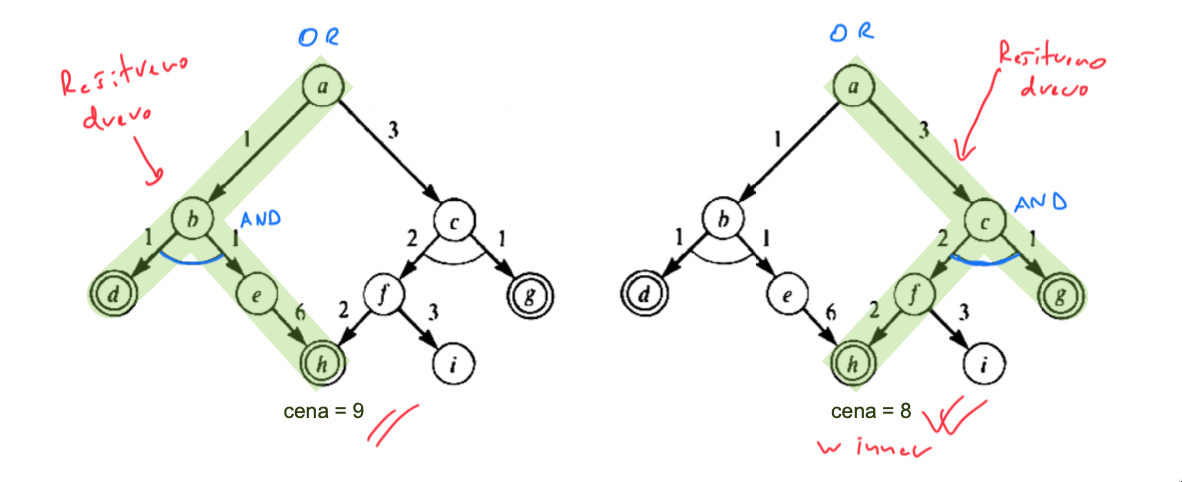 OR
Rešitveno
drevo
a
1
3
b
AND
c
1
1
2
1
d
e
f
g
6
2
3
h
i
cena = 9
OR
Rešitveno
drevo
a
1
3
b
c
AND
1
1
2
1
d
e
f
g
6
2
3
h
i
cena = 8
winner